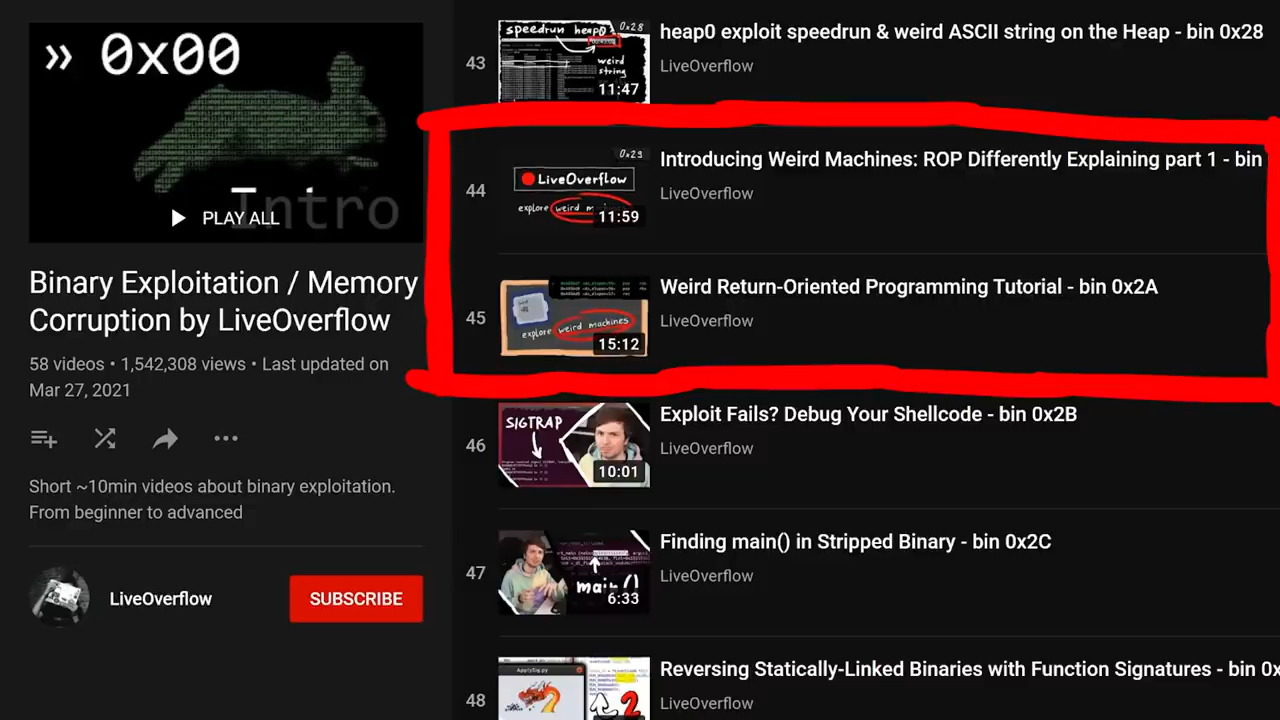 » 0x00
Intro
PLAY ALL
Binary Exploitation / Memory
Corruption by LiveOverflow
58 videos • 1,542,308 views • Last updated on
Mar 27, 2021
Short ~10min videos about binary exploitation.
From beginner to advanced
LiveOverflow
SUBSCRIBE
43
0x28
speedrun heap0
weird
string
11:47
heap0 exploit speedrun & weird ASCII string on the Heap - bin 0x28
LiveOverflow
44
0x29
LiveOverflow
explore weird
11:59
Introducing Weird Machines: ROP Differently Explaining part 1 - bin
LiveOverflow
45
explore weird machines
15:12
Weird Return-Oriented Programming Tutorial - bin 0x2A
LiveOverflow
46
SIGTRAP
10:01
Exploit Fails? Debug Your Shellcode - bin 0x2B
LiveOverflow
47
main()
6:33
Finding main() in Stripped Binary - bin 0x2C
LiveOverflow
48
ApplySig.py
2
Reversing Statically-Linked Binaries with Function Signatures - bin 0x
LiveOverflow